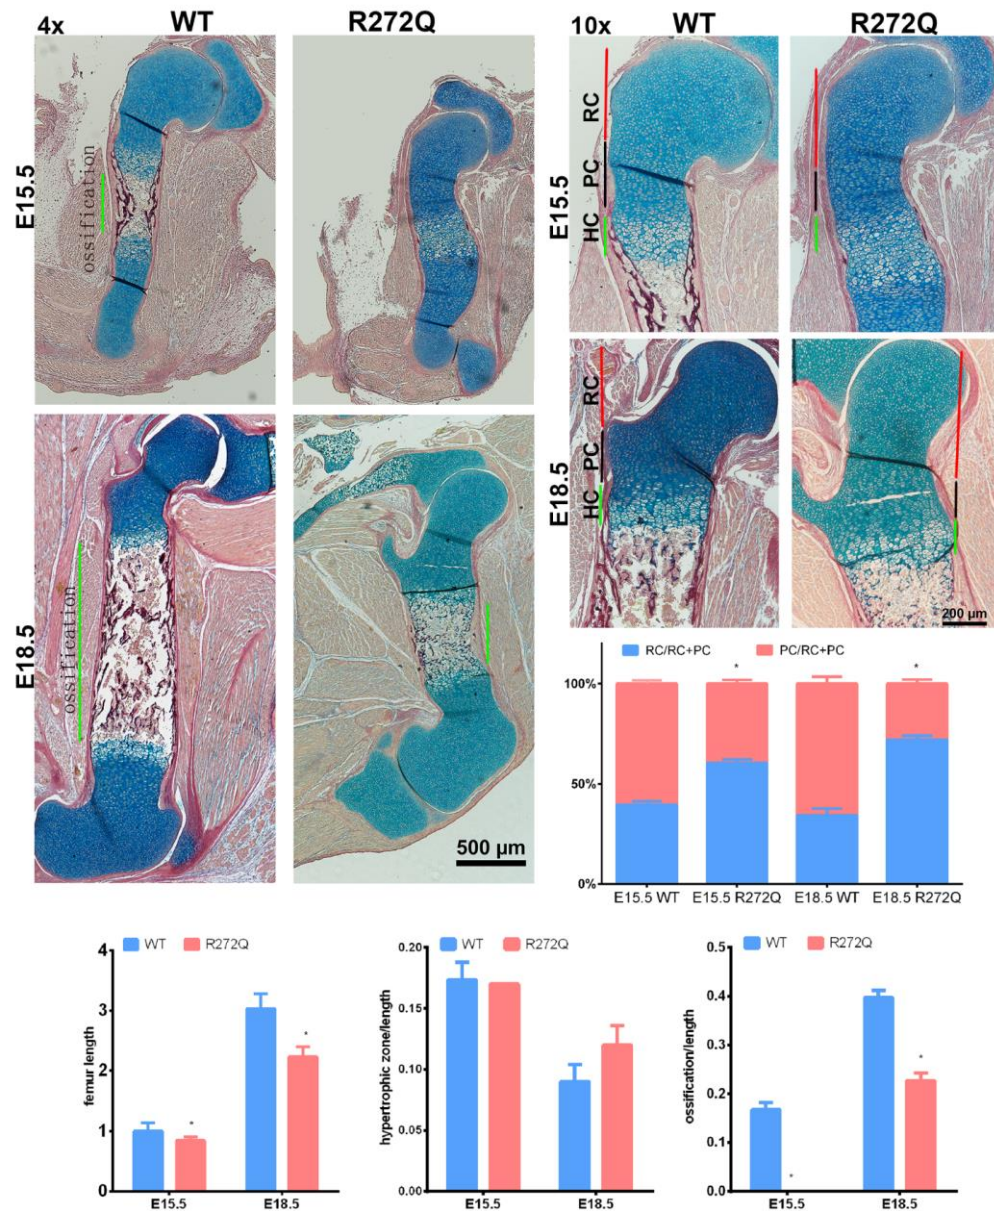 4x WT R272Q 10x WT R272Q
E15.5
ossification
E15.5
RC
PC
HC
E18.5
ossification
E18.5
RC
PC
HC
500 µm
200 µm
RC/RC+PC PC/RC+PC
* *
100%
50%
0%
E15.5 WT E15.5 R272Q E18.5 WT E18.5 R272Q
WT R272Q
femur length
4
3
2
1
0
* *
E15.5 E18.5
WT R272Q
hypertrophic zone/length
0.20
0.15
0.10
0.05
0.00
E15.5 E18.5
WT R272Q
ossification/length
0.5
0.4
0.3
0.2
0.1
0.0
* *
E15.5 E18.5